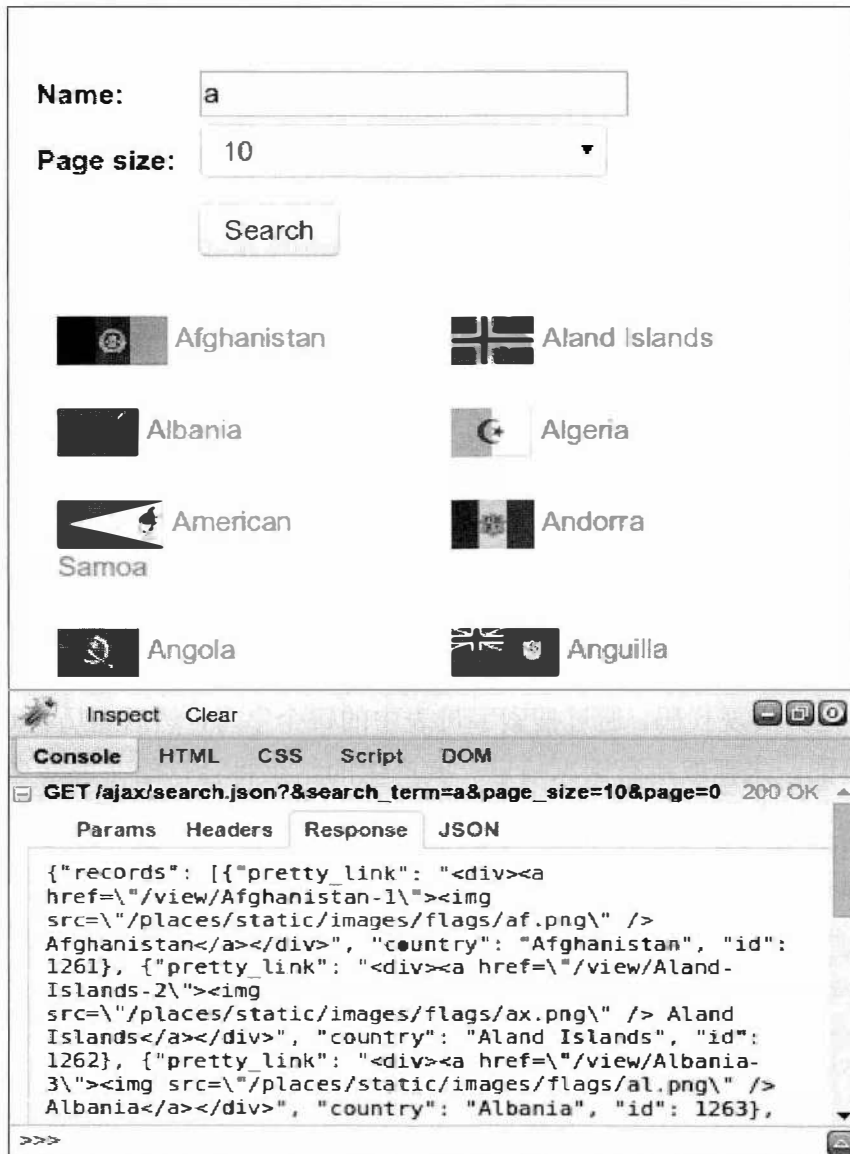 Name: a
Page size: 10
Search
Afghanistan
Aland Islands
Albania
Algeria
American
Samoa
Andorra
Angola
Anguilla
Inspect Clear
Console HTML CSS Script DOM
GET /ajax/search.json?&search_term=a&page_size=10&page=0 200 OK
Params Headers Response JSON
{"records": [{"pretty_link": "<div><a
href=\"/view/Afghanistan-1\"><img
src=\"/places/static/images/flags/af.png\" />
Afghanistan</a></div>", "country": "Afghanistan", "id":
1261}, {"pretty_link": "<div><a href=\"/view/Aland-
Islands-2\"><img
src=\"/places/static/images/flags/ax.png\" /> Aland
Islands</a></div>", "country": "Aland Islands", "id":
1262}, {"pretty_link": "<div><a href=\"/view/Albania-
3\"><img src=\"/places/static/images/flags/al.png\" />
Albania</a></div>", "country": "Albania", "id": 1263},
>>>